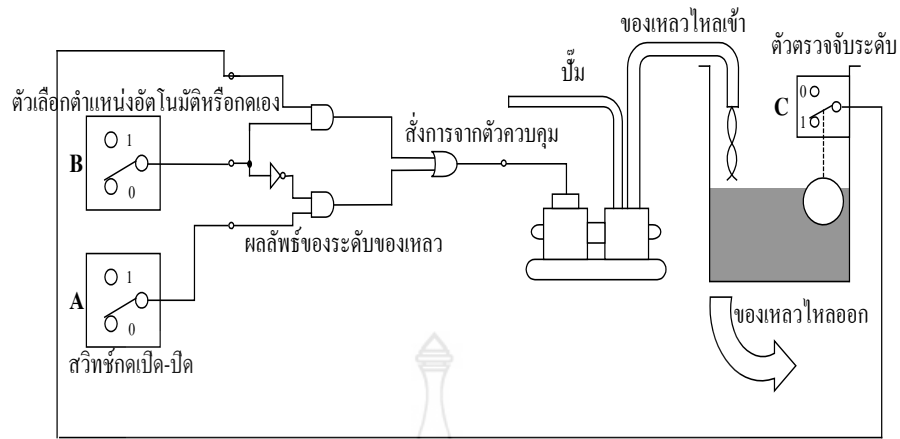 ของเหลวไหลเข้า
ตัวตรวจจับระดับ
ปั๊ม
0
C
1
ตัวเลือกตำแหน่งอัตโนมัติหรือกดเอง
สั่งการจากตัวควบคุม
1
B
0
ผลลัพธ์ของระดับของเหลว
1
A
0
ของเหลวไหลออก
สวิทช์กดเปิด-ปิด